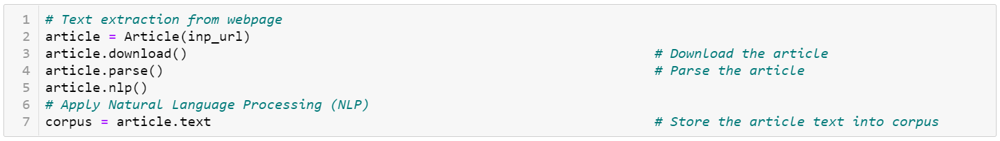 1 # Text extraction from webpage
2 article = Article(inp_url)
3 article.download() # Download the article
4 article.parse() # Parse the article
5 article.nlp()
6 # Apply Natural Language Processing (NLP)
7 corpus = article.text # Store the article text into corpus